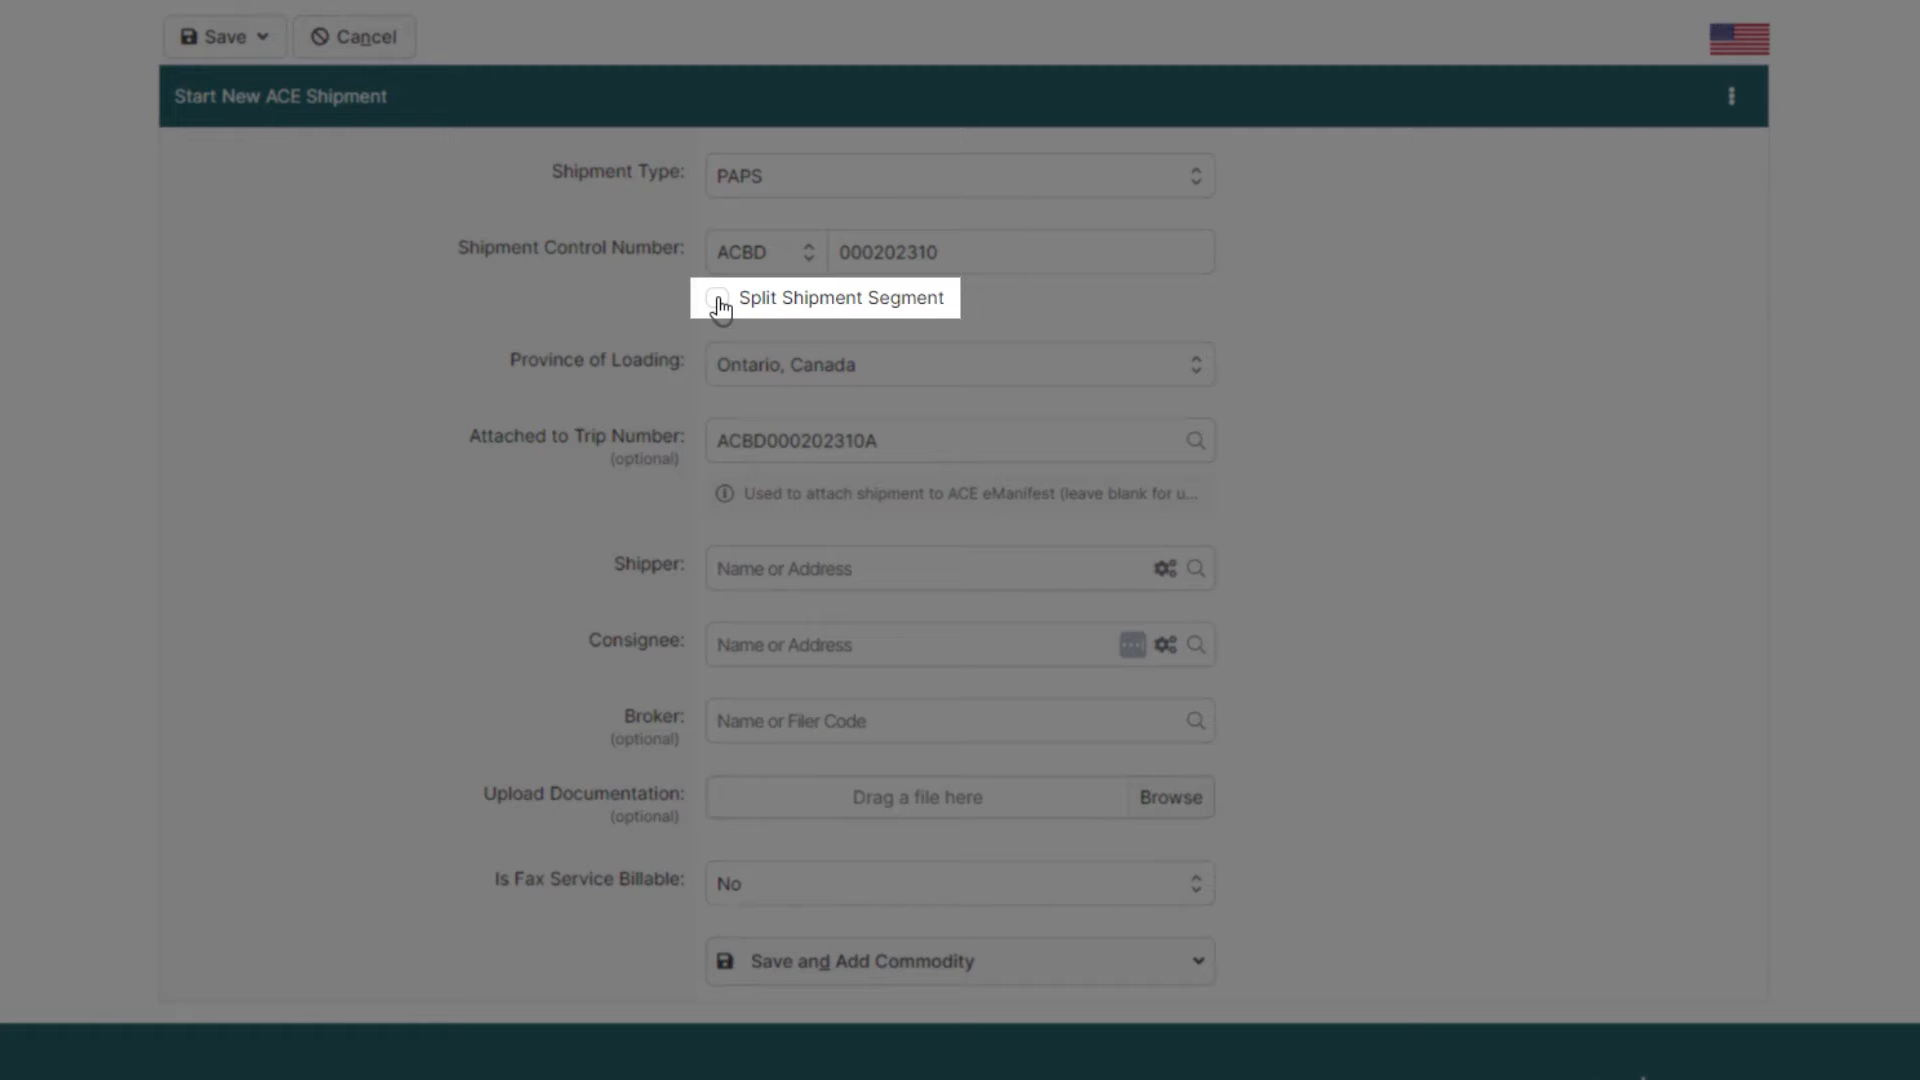 Save
Cancel
Start New ACE Shipment
Shipment Type:
PAPS
Shipment Control Number:
ACBD
000202310
Split Shipment Segment
Province of Loading:
Ontario, Canada
Attached to Trip Number:
(optional)
ACBD000202310A
Used to attach shipment to ACE eManifest (leave blank for u...
Shipper:
Name or Address
Consignee:
Name or Address
Broker:
(optional)
Name or Filer Code
Upload Documentation:
(optional)
Drag a file here
Browse
Is Fax Service Billable:
No
Save and Add Commodity